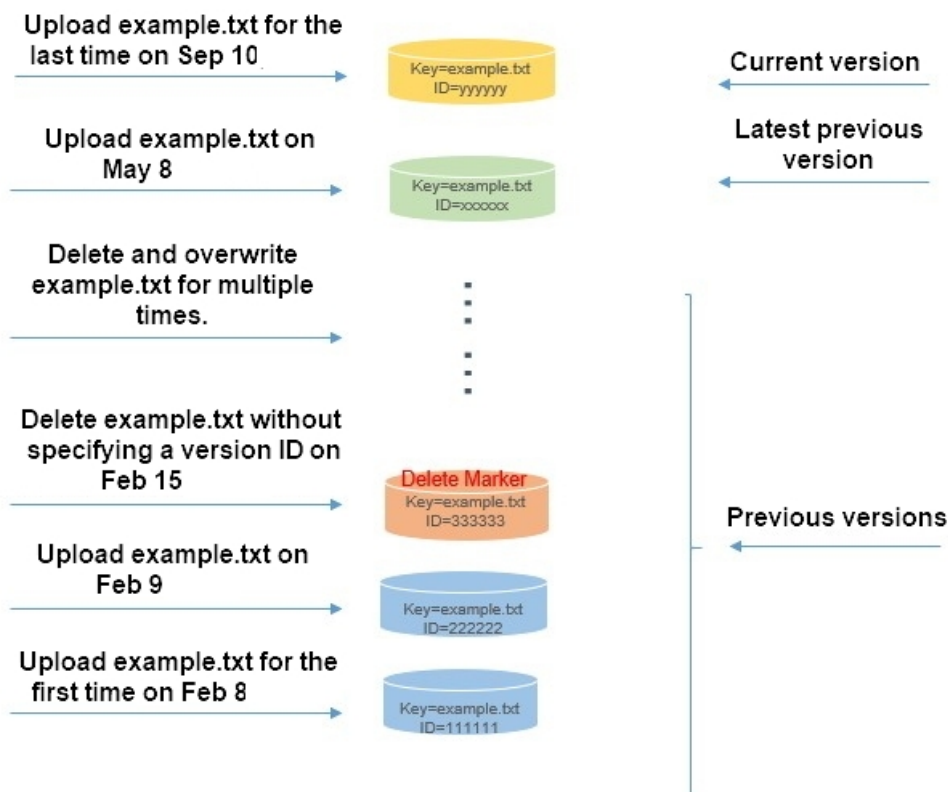 Upload example.txt for the
last time on Sep 10.
Key=example.txt
ID=yyyyyy
Current version
Upload example.txt on
May 8
Key=example.txt
ID=xxxxxx
Latest previous
version
Delete and overwrite
example.txt for multiple
times.
Delete example.txt without
specifying a version ID on
Feb 15
Delete Marker
Key=example.txt
ID=333333
Previous versions
Upload example.txt on
Feb 9
Key=example.txt
ID=222222
Upload example.txt for the
first time on Feb 8
Key=example.txt
ID=111111